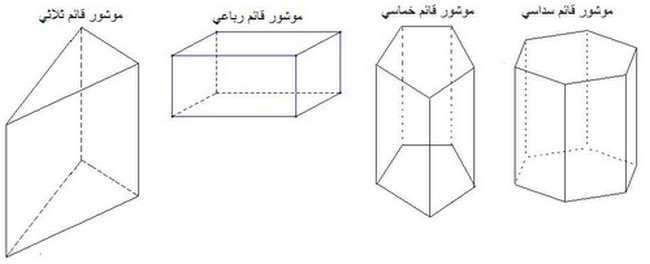 موشور قائم سداسي
موشور قائم خماسي
موشور قائم رباعي
موشور قائم ثلاثي